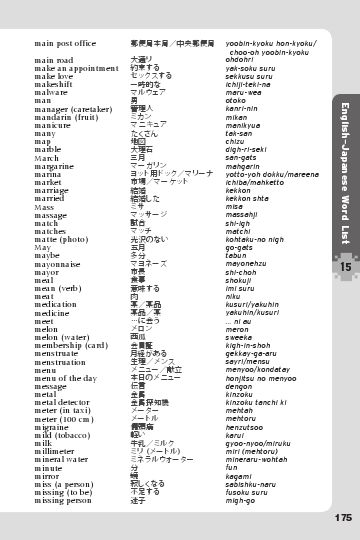 main post office 郵便局本局／中央郵便局 yoobin-kyoku hon-kyoku/
choo-oh yoobin-kyoku
main road 大通り ohdohri
make an appointment 約束する yak-soku suru
make love セックスする sekkusu suru
makeshift 一時的な ichiji-teki-na
malware マルウェア maru-wea
man 男 otoko
manager (caretaker) 管理人 kanri-nin
mandarin (fruit) ミカン mikan
manicure マニキュア manikyua
many たくさん tak-san
map 地図 chizu
marble 大理石 digh-ri-seki
March 三月 san-gats
margarine マーガリン mahgarin
marina ヨット用ドック／マリーナ yotto-yoh dokku/mareena
market 市場／マーケット ichiba/mahketto
marriage 結婚 kekkon
married 結婚した kekkon shta
Mass ミサ misa
massage マッサージ massahji
match 試合 shi-igh
matches マッチ matchi
matte (photo) 光沢のない kohtaku-no nigh
May 五月 go-gats
maybe 多分 tabun
mayonnaise マヨネーズ mayonehzu
mayor 市長 shi-choh
meal 食事 shokuji
mean (verb) 意味する imi suru
meat 肉 niku
medication 薬／薬品 kusuri/yakuhin
medicine 薬品／薬 yakuhin/kusuri
meet …に会う ... ni au
melon メロン meron
melon (water) 西瓜 sweeka
membership (card) 会員証 kigh-in-shoh
menstruate 月経がある gekkay-ga-aru
menstruation 生理／メンス sayri/mensu
menu メニュー／献立 menyoo/kondatay
menu of the day 本日のメニュー honjitsu no menyoo
message 伝言 dengon
metal 金属 kinzoku
metal detector 金属探知機 kinzoku tanchi ki
meter (in taxi) メーター mehtah
meter (100 cm) メートル mehtoru
migraine 偏頭痛 henzutsoo
mild (tobacco) 軽い karui
milk 牛乳／ミルク gyoo-nyoo/miruku
millimeter ミリ (メートル) miri (mehtoru)
mineral water ミネラルウォーター mineraru-wohtah
minute 分 fun
mirror 鏡 kagami
miss (a person) 寂しくなる sabishku-naru
missing (to be) 不足する fusoku suru
missing person 迷子 migh-go
English–Japanese Word List
15
175